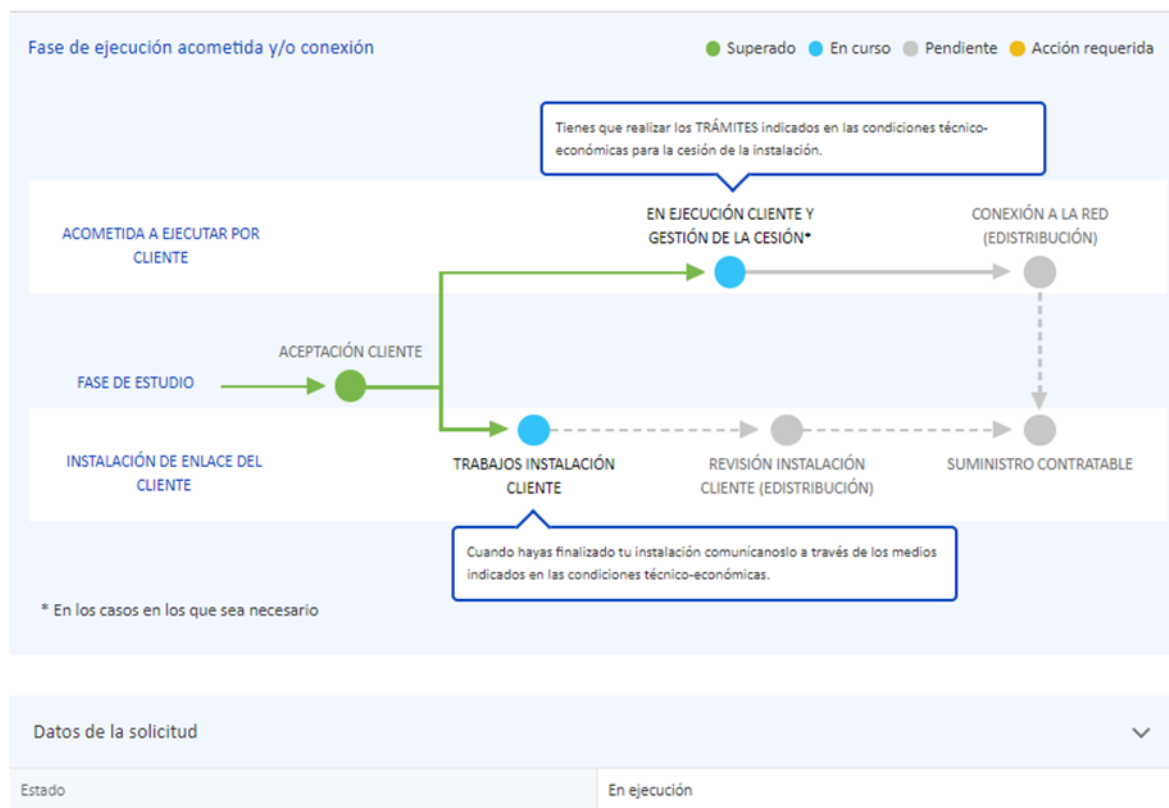 Fase de ejecución acometida y/o conexión
Superado
En curso
Pendiente
Acción requerida
Tienes que realizar los TRÁMITES indicados en las condiciones técnico-
económicas para la cesión de la instalación.
ACOMETIDA A EJECUTAR POR
CLIENTE
EN EJECUCIÓN CLIENTE Y
GESTIÓN DE LA CESIÓN*
CONEXIÓN A LA RED
(EDISTRIBUCIÓN)
ACEPTACIÓN CLIENTE
FASE DE ESTUDIO
INSTALACIÓN DE ENLACE DEL
CLIENTE
TRABAJOS INSTALACIÓN
CLIENTE
REVISIÓN INSTALACIÓN
CLIENTE (EDISTRIBUCIÓN)
SUMINISTRO CONTRATABLE
Cuando hayas finalizado tu instalación comunícanoslo a través de los medios
indicados en las condiciones técnico-económicas.
* En los casos en los que sea necesario
Datos de la solicitud
Estado
En ejecución